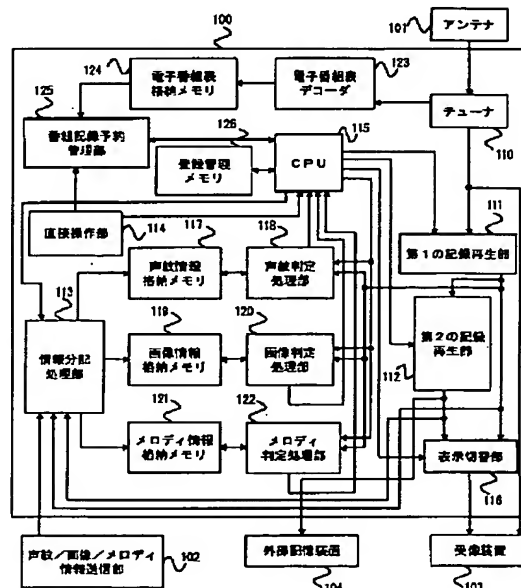 100
101
アンテナ
124
電子番組表
格納メモリ
電子番組表
デコーダ
123
125
126
115
チューナ
110
番組記録予約
管理部
登録管理
メモリ
CPU
111
直接操作部
114
117
118
第1の記録再生部
113
声紋情報
格納メモリ
声紋判定
処理部
119
120
第2の記録
再生部
112
情報分配
処理部
画像情報
格納メモリ
画像判定
処理部
121
122
メロディ情報
格納メモリ
メロディ
判定処理部
表示切替部
116
声紋/画像/メロディ
情報送信部
102
外部記憶装置
104
受像装置
103